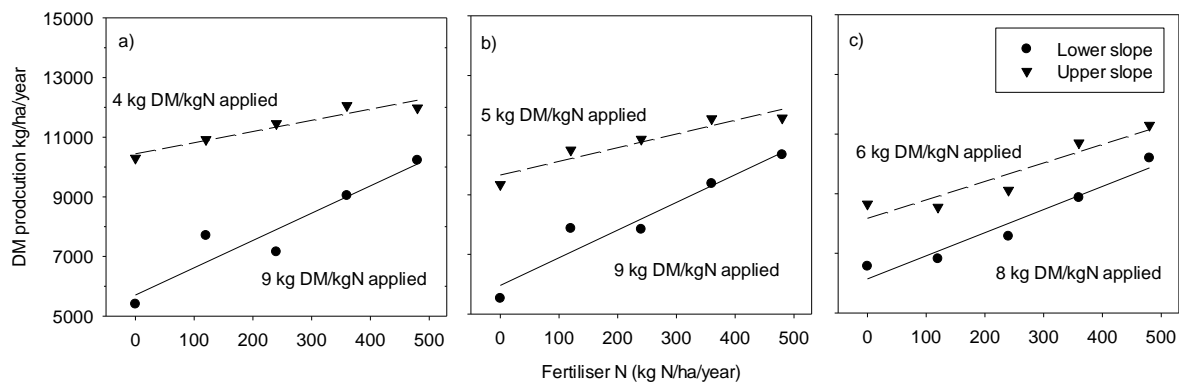 15000
13000
11000
9000
7000
5000
DM prodcution kg/ha/year
a)
4 kg DM/kgN applied
9 kg DM/kgN applied
0 100 200 300 400 500
b)
5 kg DM/kgN applied
9 kg DM/kgN applied
0 100 200 300 400 500
c)
Lower slope
Upper slope
6 kg DM/kgN applied
8 kg DM/kgN applied
0 100 200 300 400 500
Fertiliser N (kg N/ha/year)